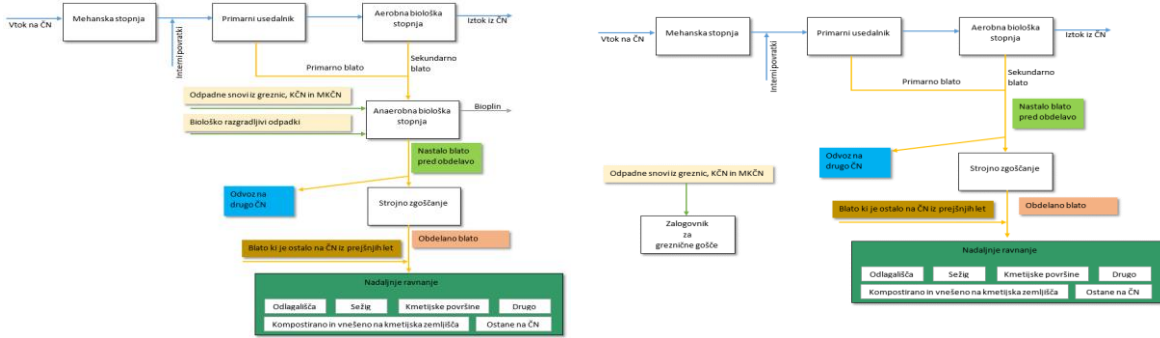 Vtok na ČN
Mehanska stopnja
Interni povratki
Primarni usedalnik
Aerobna biološka
stopnja
Iztok iz ČN
Primarno blato
Sekundarno
blato
Odpadne snovi iz greznic, KČN in MKČN
Biološko razgradljivi odpadki
Anaerobna biološka
stopnja
Bioplin
Nastalo blato
pred obdelavo
Odvoz na
drugo ČN
Strojno zgoščanje
Blato ki je ostalo na ČN iz prejšnjih let
Obdelano blato
Nadaljnje ravnanje
Odlagališča
Sežig
Kmetijske površine
Drugo
Kompostirano in vnešeno na kmetijska zemljišča
Ostane na ČN
Vtok na ČN
Mehanska stopnja
Interni povratki
Primarni usedalnik
Aerobna biološka
stopnja
Iztok iz ČN
Primarno blato
Sekundarno
blato
Nastalo blato
pred obdelavo
Odvoz na
drugo ČN
Strojno zgoščanje
Odpadne snovi iz greznic, KČN in MKČN
Zalogovnik
za
greznične gošče
Blato ki je ostalo na ČN iz prejšnjih let
Obdelano blato
Nadaljnje ravnanje
Odlagališča
Sežig
Kmetijske površine
Drugo
Kompostirano in vnešeno na kmetijska zemljišča
Ostane na ČN